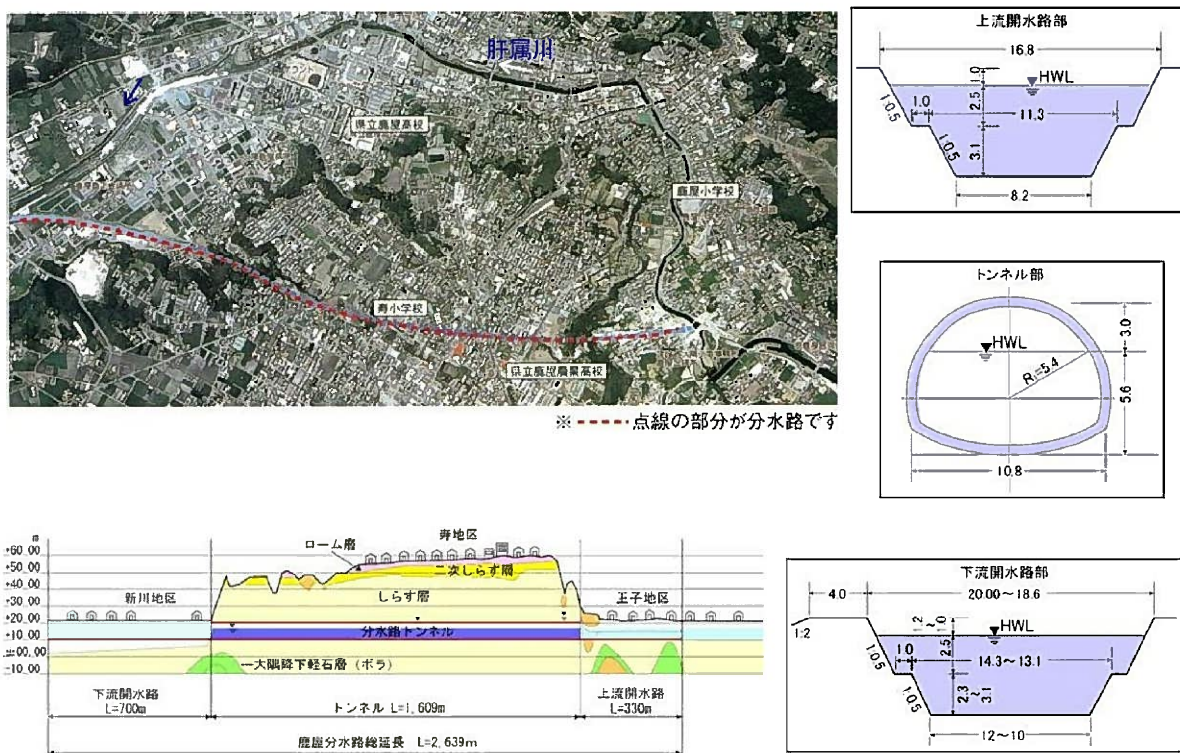 肝属川
県立鹿屋高校
鹿屋小学校
寿小学校
県立鹿屋農業高校
※ 点線の部分が分水路です
上流開水路部
16.8
HWL
1.0
2.5
3.1
1:0.5
1.0
11.3
1:0.5
8.2
トンネル部
HWL
R1=5.4
3.0
5.6
10.8
下流開水路部
4.0
20.00～18.6
1:2
HWL
1.2～1.0
2.5
2.3～3.1
1:0.5
1.0
14.3～13.1
1:0.5
12～10
m
+60.00
+50.00
+40.00
+30.00
+20.00
+10.00
±00.00
-10.00
寿地区
ローム層
二次しらす層
しらす層
新川地区
王子地区
分水路トンネル
大隅降下軽石層（ボラ）
下流開水路
L=700m
トンネル L=1,609m
上流開水路
L=330m
鹿屋分水路総延長 L=2,639m